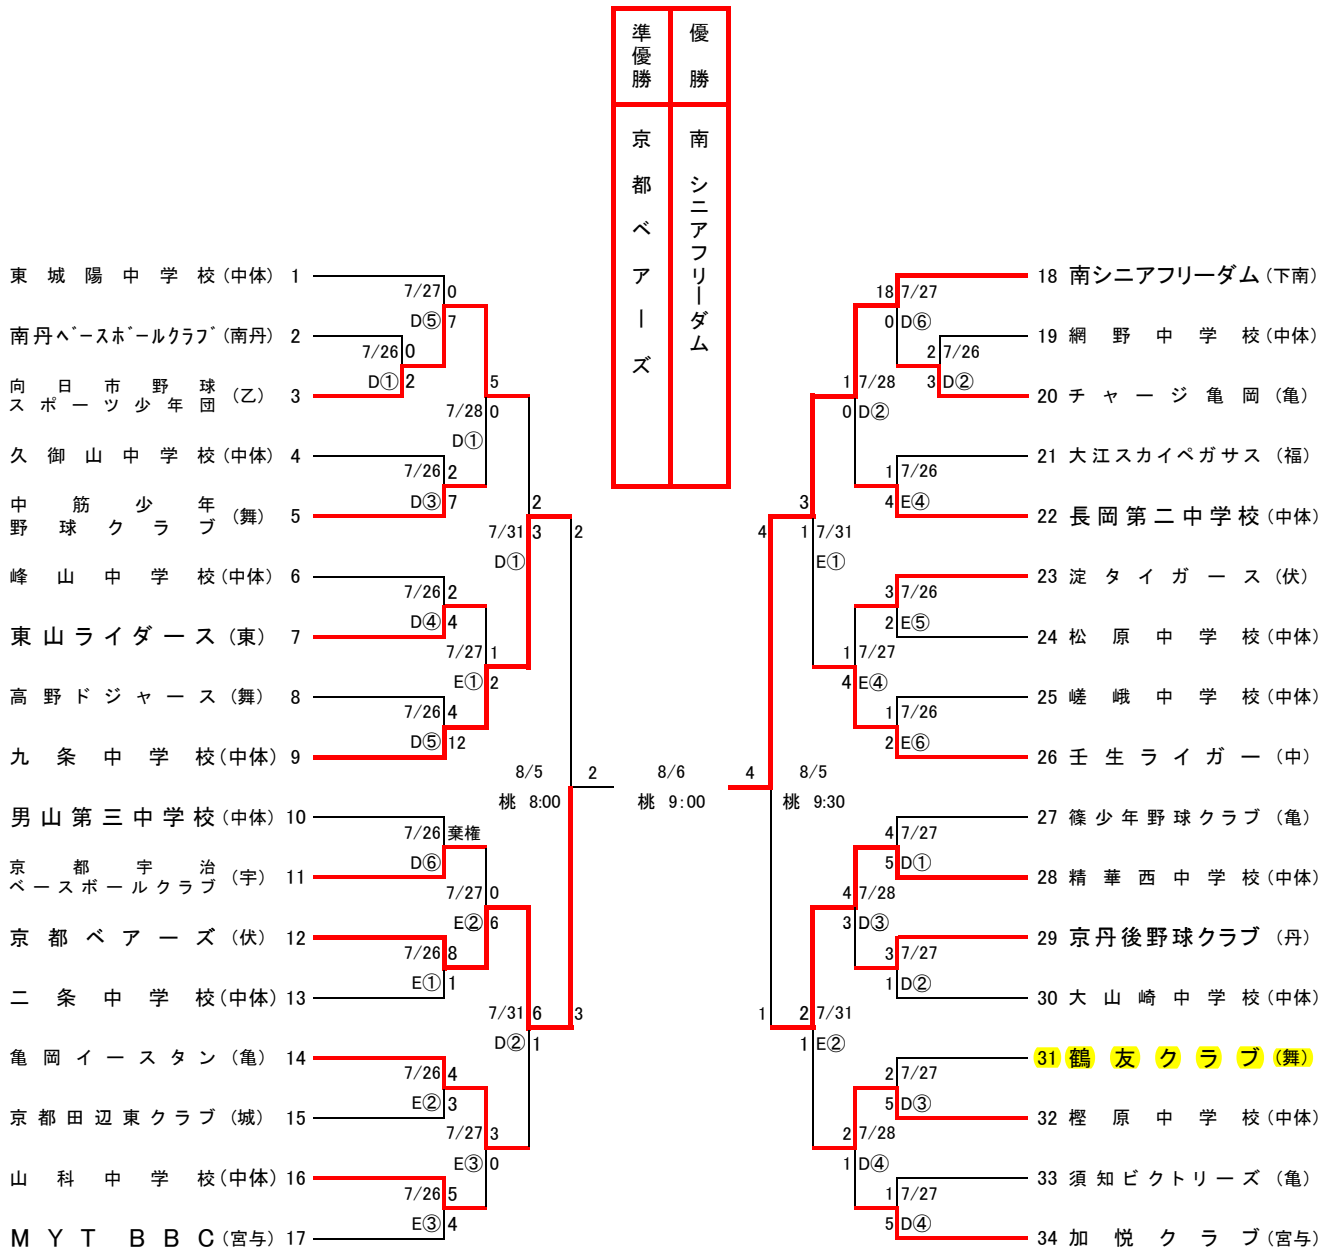 優勝
南シニアフリーダム
準優勝
京都ベアーズ
東城陽中学校(中体) 1
7/27 0
D⑤ 7
南丹ベースボールクラブ(南丹) 2
7/26 0
D① 2
向日市野球
スポーツ少年団
(乙) 3
5
7/28 0
D①
久御山中学校(中体) 4
7/26 2
D③ 7
中筋少年
野球クラブ
(舞) 5
2
7/31 3
D①
2
峰山中学校(中体) 6
7/26 2
D④ 4
東山ライダース(東) 7
7/27 1
E① 2
高野ドジャース(舞) 8
7/26 4
D⑤ 12
九条中学校(中体) 9
8/5 2
桃 8:00
8/6
桃 9:00
4 8/5
桃 9:30
男山第三中学校(中体) 10
7/26 棄権
D⑥
京都宇治
ベースボールクラブ
(宇) 11
7/27 0
E② 6
京都ベアーズ(伏) 12
7/26 8
E① 1
二条中学校(中体) 13
7/31 6
D② 1
3
亀岡イースタン(亀) 14
7/26 4
E② 3
京都田辺東クラブ(城) 15
7/27 3
E③ 0
山科中学校(中体) 16
7/26 5
E③ 4
MYT BBC(宮与) 17
18 南シニアフリーダム(下南)
18 7/27
0 D⑥
19 網野中学校(中体)
2 7/26
3 D②
20 チャージ亀岡(亀)
1 7/28
0 D②
21 大江スカイペガサス(福)
1 7/26
4 E④
22 長岡第二中学校(中体)
3
4 1 7/31
E①
23 淀タイガース(伏)
3 7/26
2 E⑤
24 松原中学校(中体)
1 7/27
4 E④
25 嵯峨中学校(中体)
1 7/26
2 E⑥
26 壬生ライガー(中)
27 篠少年野球クラブ(亀)
4 7/27
5 D①
28 精華西中学校(中体)
4 7/28
3 D③
29 京丹後野球クラブ(丹)
3 7/27
1 D②
30 大山崎中学校(中体)
1 2 7/31
1 E②
31 鶴友クラブ(舞)
2 7/27
5 D③
32 樫原中学校(中体)
2 7/28
1 D④
33 須知ビクトリーズ(亀)
1 7/27
5 D④
34 加悦クラブ(宮与)